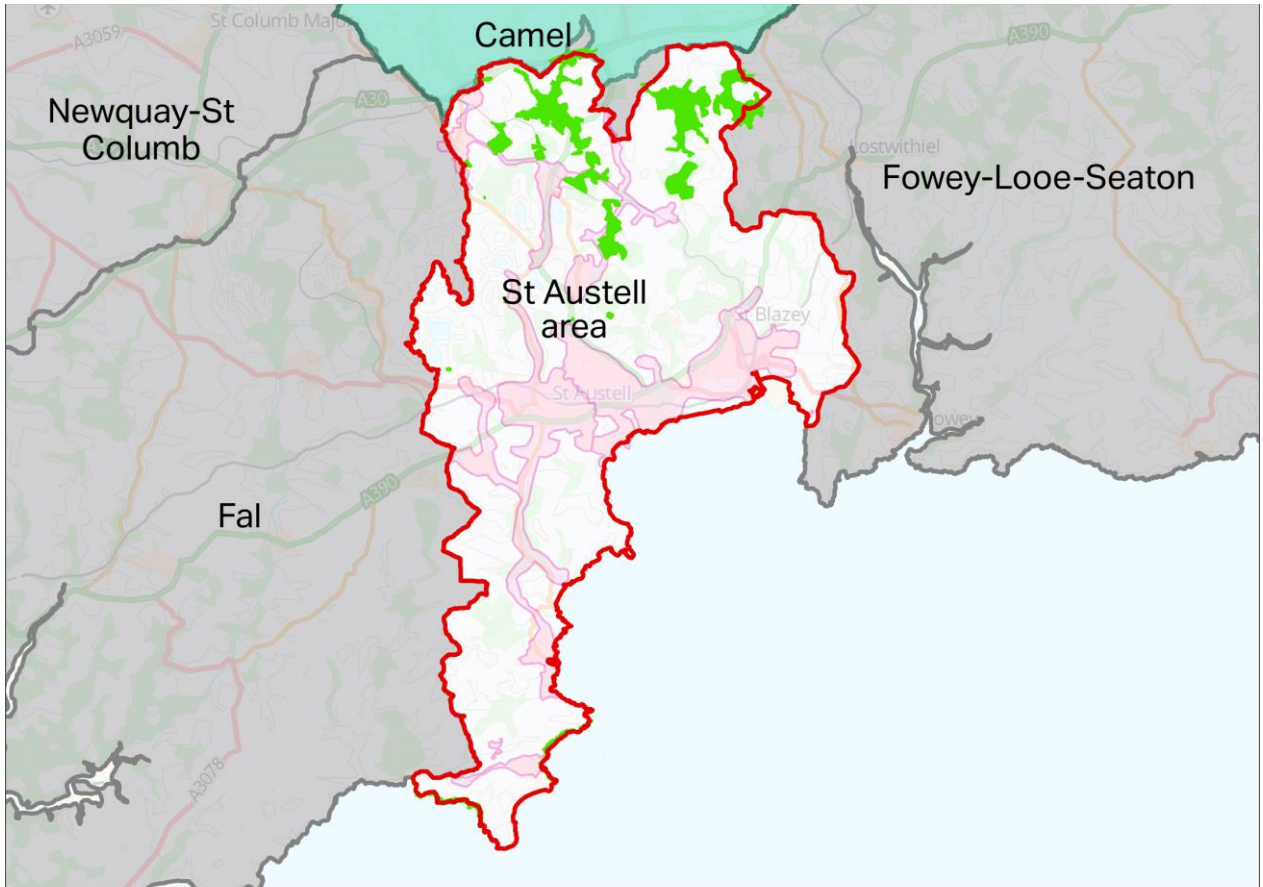 St Columb Major
A3059
Camel
A390
Newquay-St
Columb
A30
Lostwithiel
Fowey-Looe-Seaton
St Austell
area
St Blazey
St Austell
Fowey
A390
Fal
A3078